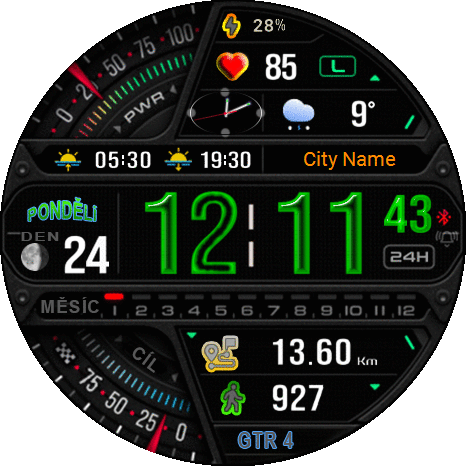 28%
0 25 50 75 100
PWR
85 L
9°
05:30 19:30 City Name
PONDĚLÍ
DEN
24
12:11 43
24H
MĚSÍC
1 2 3 4 5 6 7 8 9 10 11 12
CÍL
75 50 25 0
13.60 Km
927
GTR 4